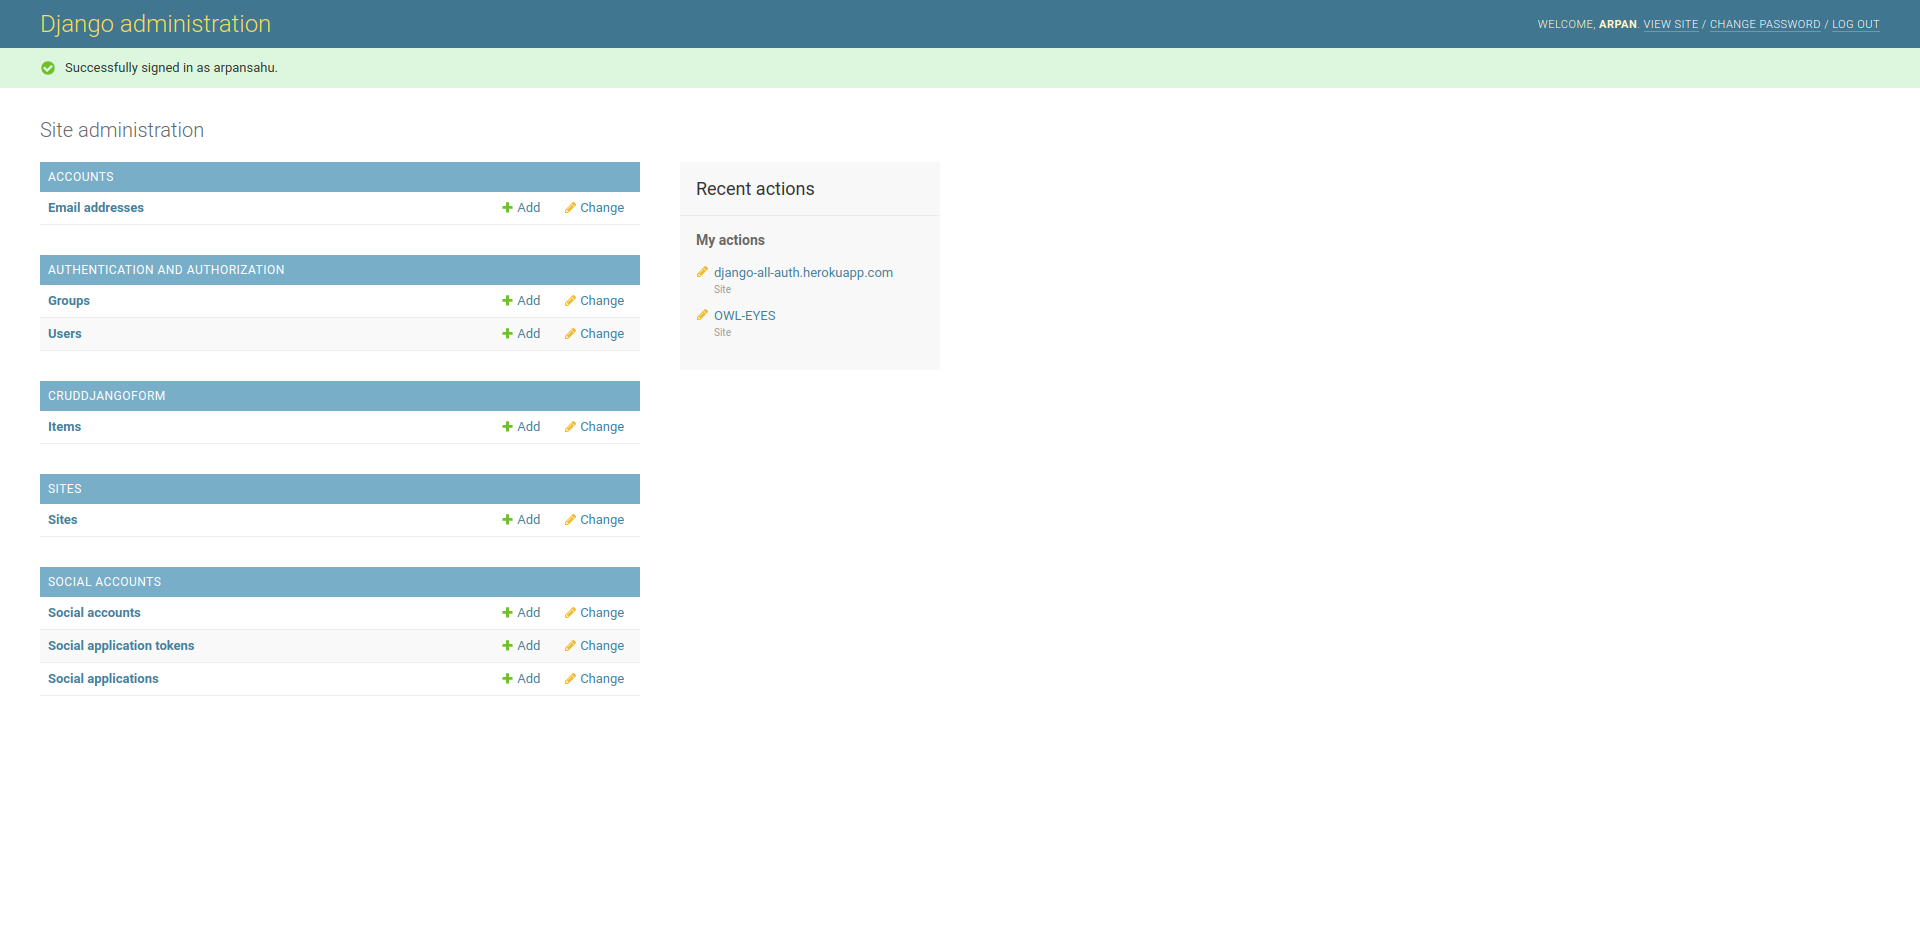 Django administration
WELCOME, ARPAN. VIEW SITE / CHANGE PASSWORD / LOG OUT
Successfully signed in as arpansahu.
Site administration
ACCOUNTS
Email addresses Add Change
AUTHENTICATION AND AUTHORIZATION
Groups Add Change
Users Add Change
CRUDDJANGOFORM
Items Add Change
SITES
Sites Add Change
SOCIAL ACCOUNTS
Social accounts Add Change
Social application tokens Add Change
Social applications Add Change
Recent actions
My actions
django-all-auth.herokuapp.com
Site
OWL-EYES
Site